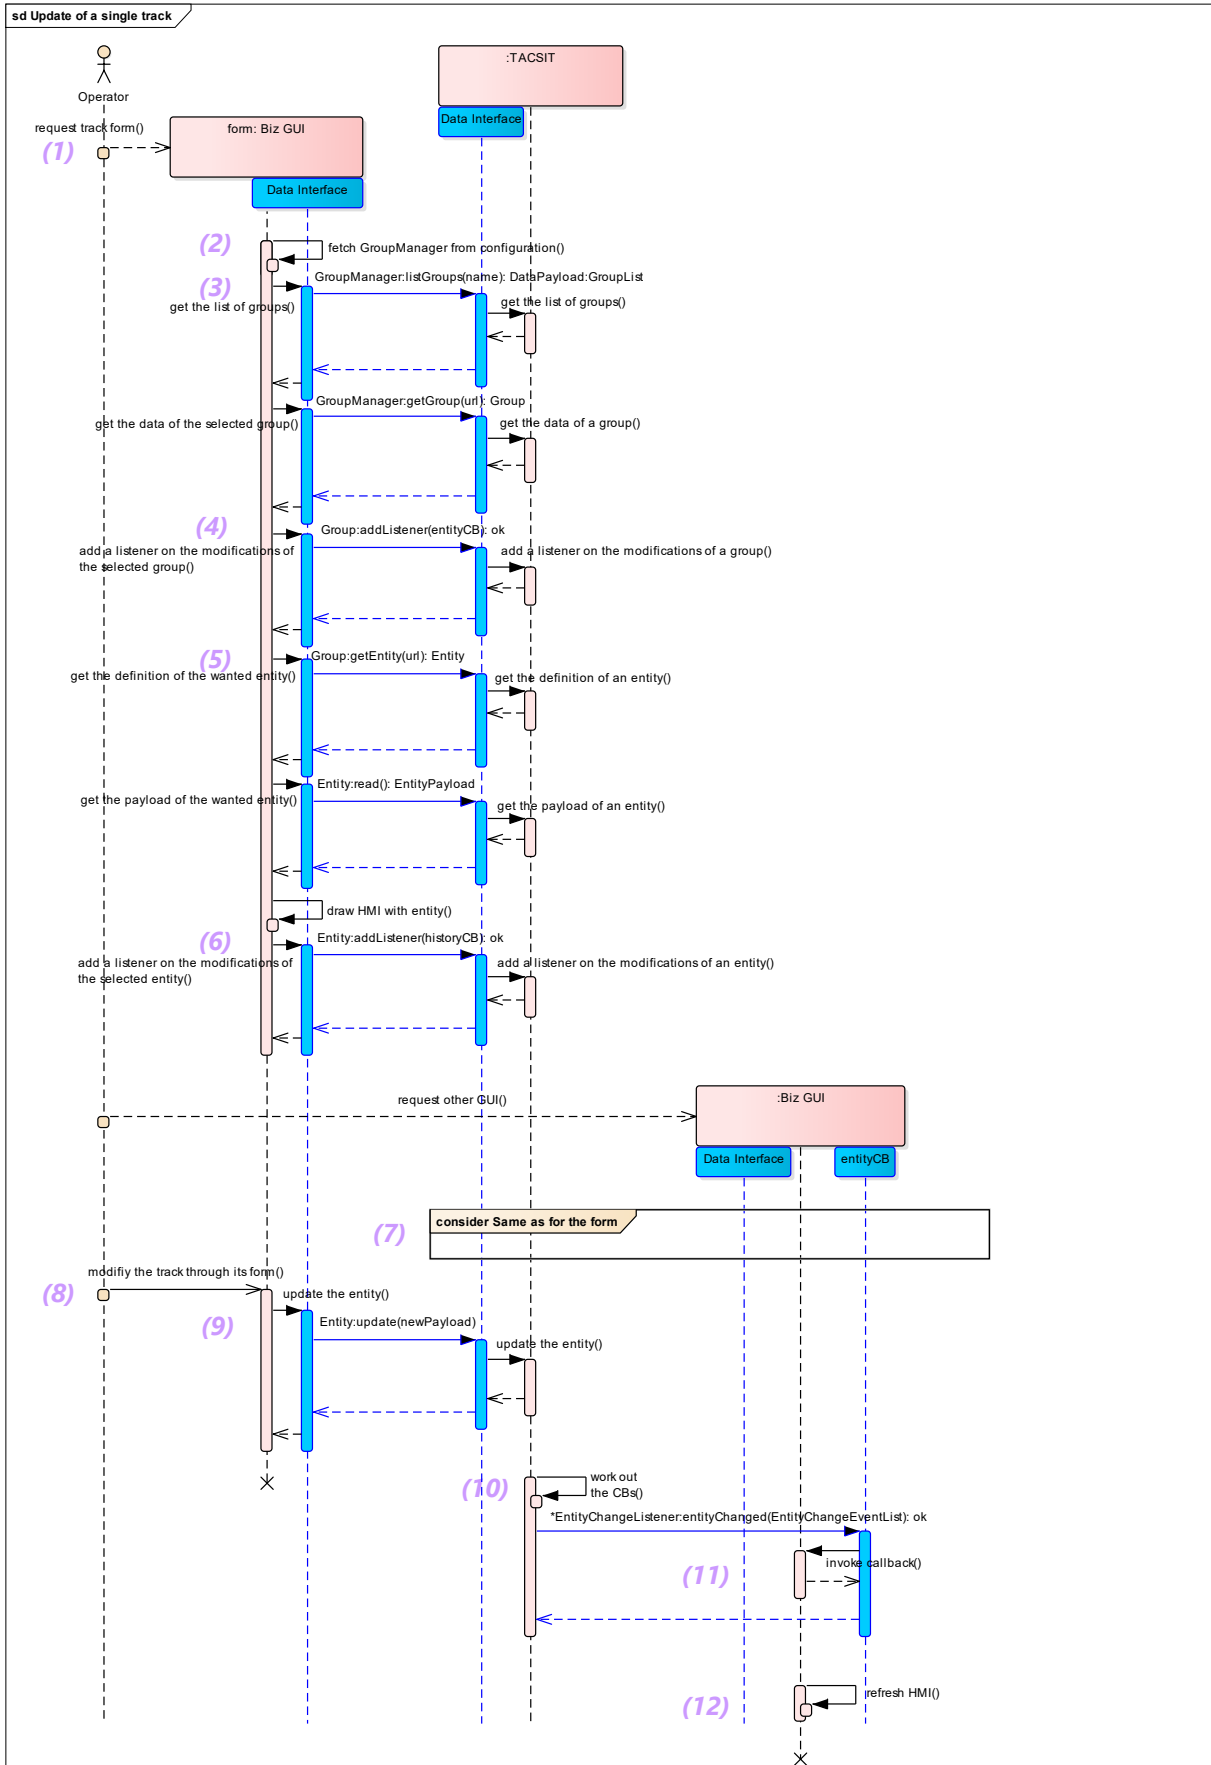 sd Update of a single track
:TACSIT
Operator
Data Interface
request track form()
form: Biz GUI
(1)
Data Interface
(2)
fetch GroupManager from configuration()
GroupManager:listGroups(name): DataPayload:GroupList
(3)
get the list of groups()
get the list of groups()
GroupManager:getGroup(url): Group
get the data of the selected group()
get the data of a group()
(4)
Group:addListener(entityCB): ok
add a listener on the modifications of
the selected group()
add a listener on the modifications of a group()
(5)
Group:getEntity(url): Entity
get the definition of the wanted entity()
get the definition of an entity()
Entity:read(): EntityPayload
get the payload of the wanted entity()
get the payload of an entity()
draw HMI with entity()
(6)
Entity:addListener(historyCB): ok
add a listener on the modifications of
the selected entity()
add a listener on the modifications of an entity()
request other GUI()
:Biz GUI
Data Interface
entityCB
(7)
consider Same as for the form
modifiy the track through its form()
(8)
update the entity()
(9)
Entity:update(newPayload)
update the entity()
(10)
work out
the CBs()
*EntityChangeListener:entityChanged(EntityChangeEventList): ok
(11)
invoke callback()
(12)
refresh HMI()